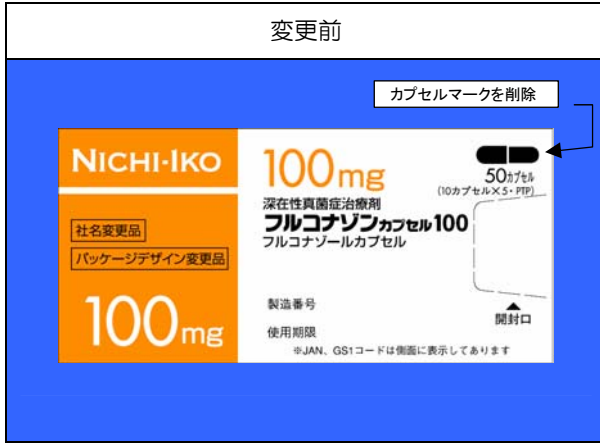 変更前
カプセルマークを削除
NICHI-IKO
社名変更品
パッケージデザイン変更品
100mg
100mg
50カプセル
(10カプセル×5・PTP)
深在性真菌症治療剤
フルコナゾンカプセル100
フルコナゾールカプセル
製造番号
使用期限
開封口
※JAN、GS1コードは側面に表示してあります